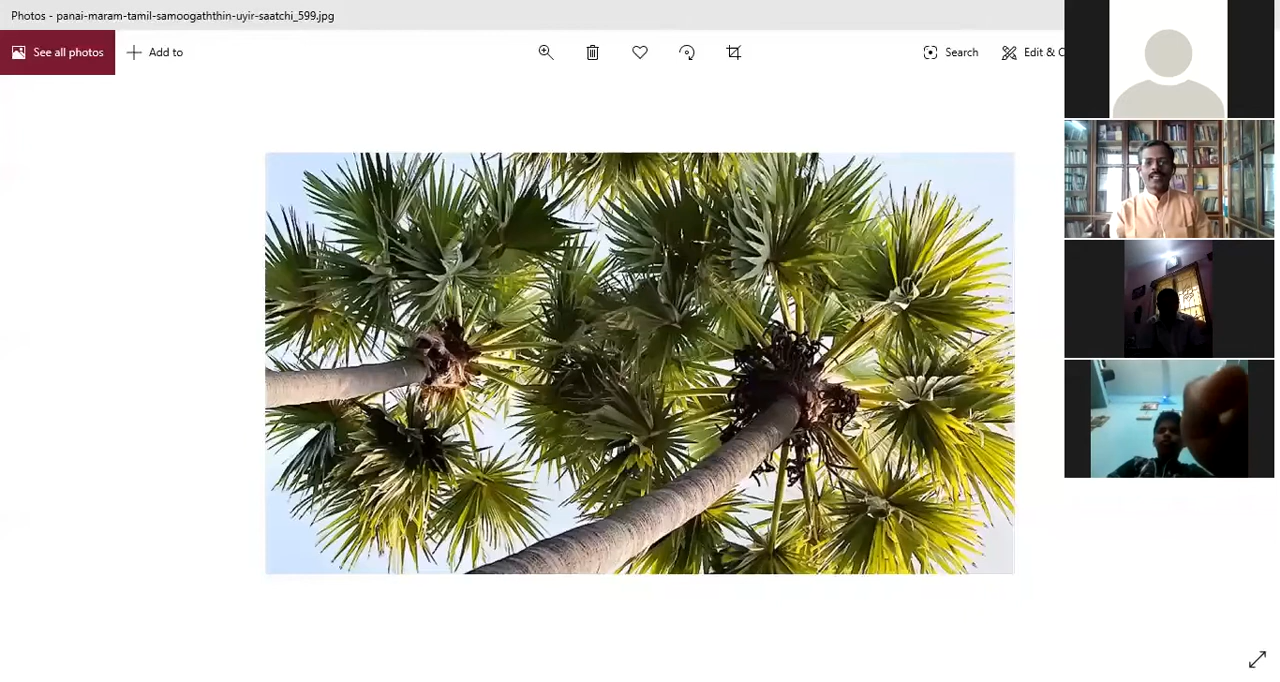 Photos - panai-maram-tamil-samoogaththin-uyir-saatchi_599.jpg
See all photos
Add to
Search
Edit & C